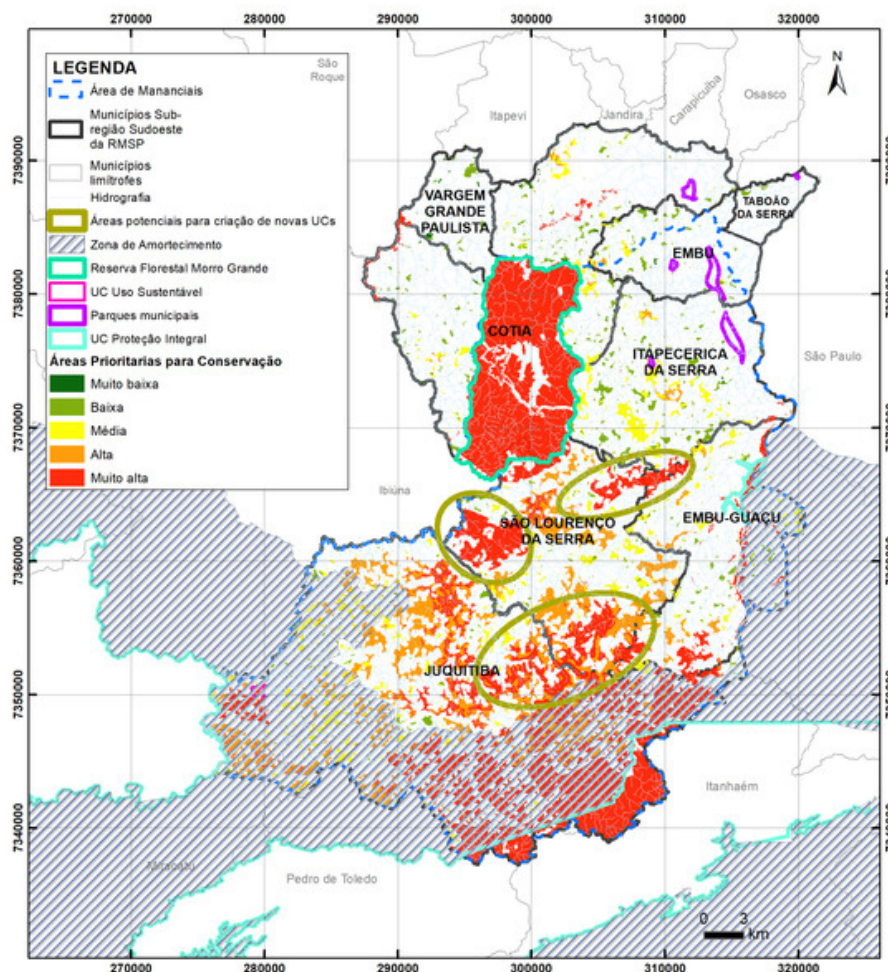 270000 280000 290000 300000 310000 320000
LEGENDA
Área de Mananciais
Municípios Sub-
região Sudoeste
da RMSP
Municípios
limítrofes
Hidrografia
Áreas potenciais para criação de novas UCs
Zona de Amortecimento
Reserva Florestal Morro Grande
UC Uso Sustentável
Parques municipais
UC Proteção Integral
Áreas Prioritarias para Conservação
Muito baixa
Baixa
Média
Alta
Muito alta
São
Roque
Itapevi
Jandira
Carapicuiba
Osasco
N
7390000
VARGEM
GRANDE
PAULISTA
TABOÃO
DA SERRA
EMBU
7380000
COTIA
ITAPECERICA
DA SERRA
São Paulo
7370000
Ibiúna
SÃO LOURENÇO
DA SERRA
EMBU-GUAÇU
7360000
JUQUITIBA
7350000
Itanhaém
7340000
Miracatu
Pedro de Toledo
0 3
km
270000 280000 290000 300000 310000 320000